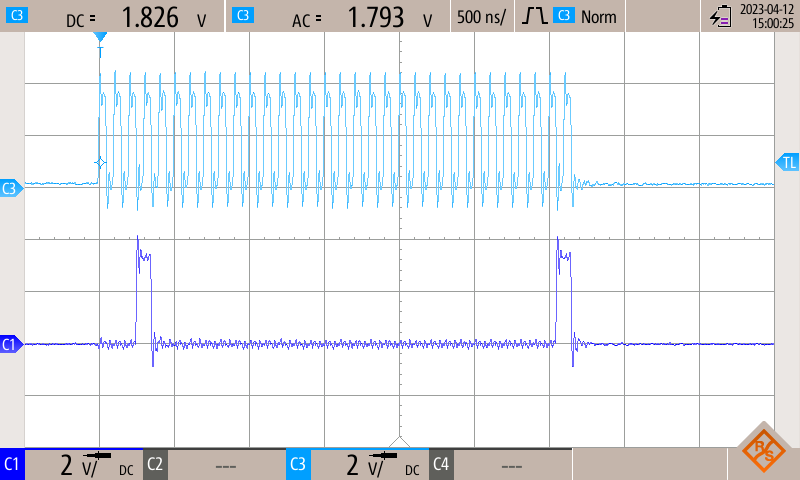 C3 DC = 1.826 V C3 AC = 1.793 V 500 ns/ C3 Norm 2023-04-12
15:00:25
T
TL
C3
C1
C1 2 V/ DC C2 --- C3 2 V/ DC C4 ---
R&S